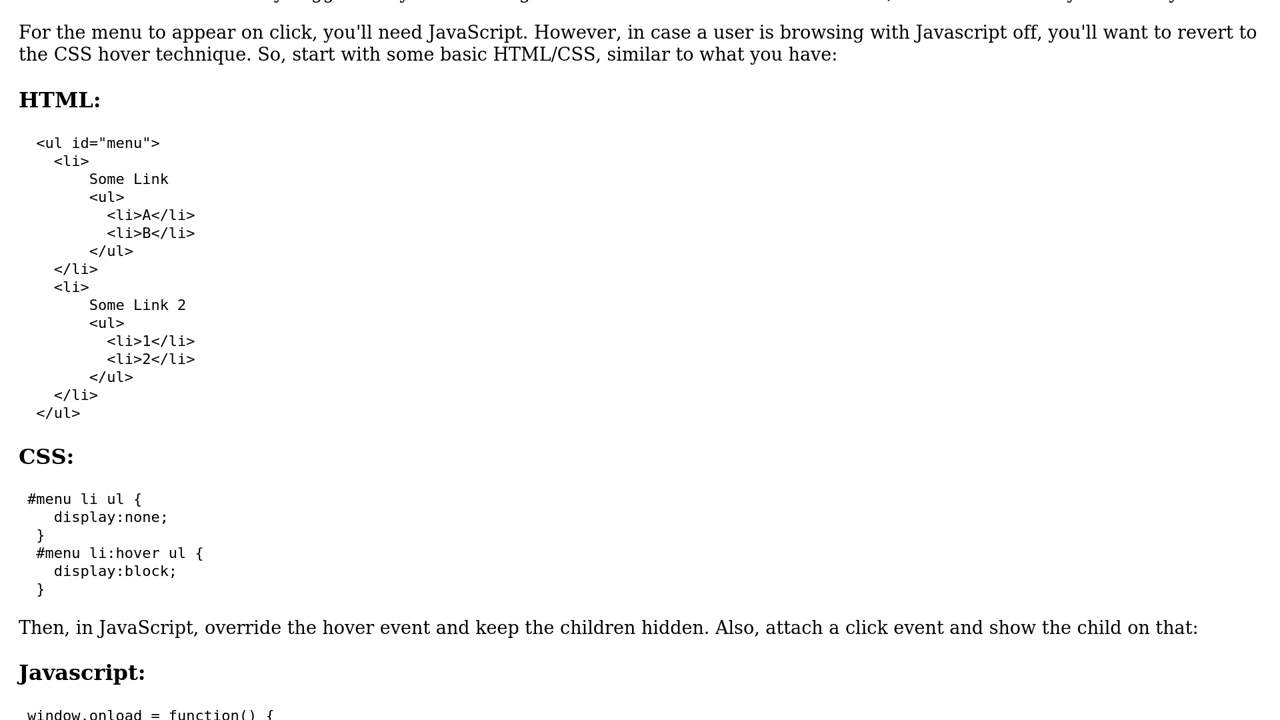 For the menu to appear on click, you'll need JavaScript. However, in case a user is browsing with Javascript off, you'll want to revert to
the CSS hover technique. So, start with some basic HTML/CSS, similar to what you have:
HTML:
<ul id="menu">
<li>
Some Link
<ul>
<li>A</li>
<li>B</li>
</ul>
</li>
<li>
Some Link 2
<ul>
<li>1</li>
<li>2</li>
</ul>
</li>
</ul>
CSS:
#menu li ul {
display:none;
}
#menu li:hover ul {
display:block;
}
Then, in JavaScript, override the hover event and keep the children hidden. Also, attach a click event and show the child on that:
Javascript:
window.onload = function() {